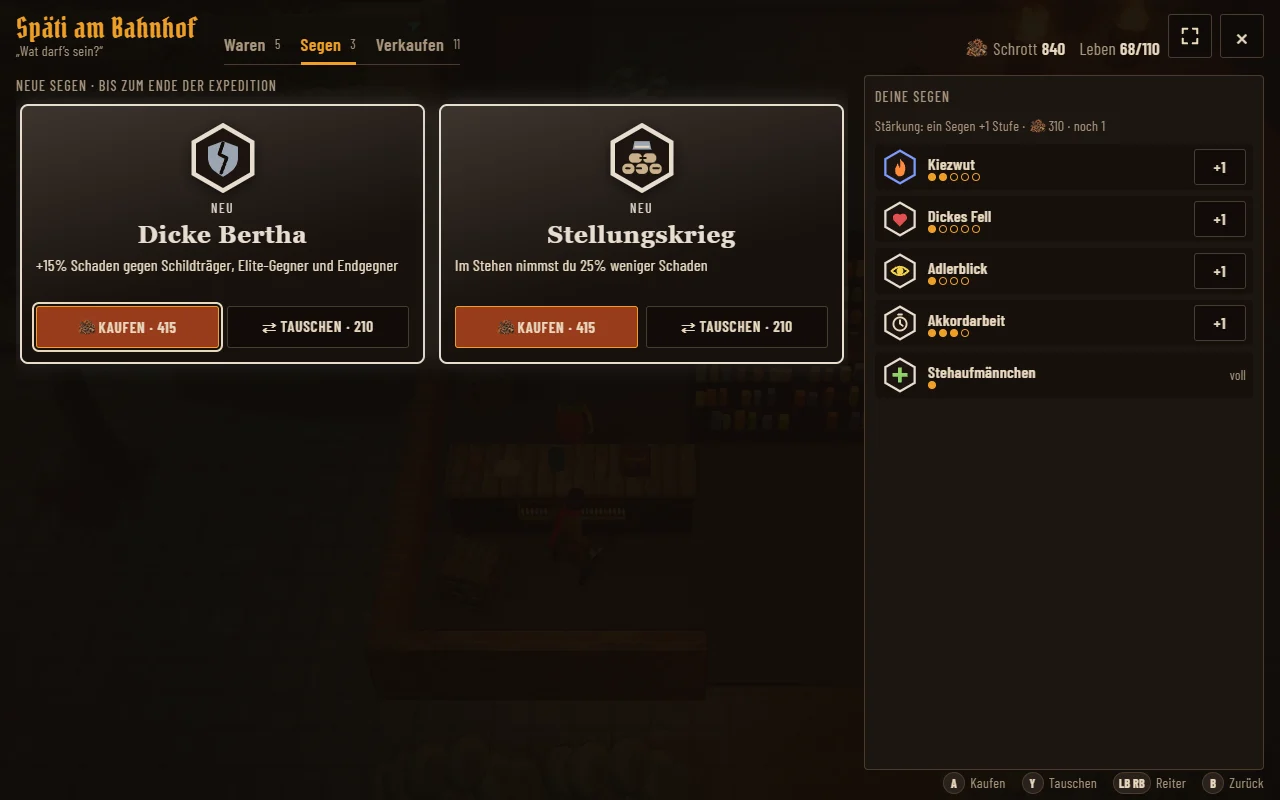 Späti am Bahnhof
„Wat darf's sein?"
Waren 5 Segen 3 Verkaufen 11
Schrott 840 Leben 68/110
×
NEUE SEGEN · BIS ZUM ENDE DER EXPEDITION
NEU
Dicke Bertha
+15% Schaden gegen Schildträger, Elite-Gegner und Endgegner
KAUFEN · 415
TAUSCHEN · 210
NEU
Stellungskrieg
Im Stehen nimmst du 25% weniger Schaden
KAUFEN · 415
TAUSCHEN · 210
DEINE SEGEN
Stärkung: ein Segen +1 Stufe · 310 · noch 1
Kiezwut
+1
Dickes Fell
+1
Adlerblick
+1
Akkordarbeit
+1
Stehaufmännchen
voll
A Kaufen Y Tauschen LB RB Reiter B Zurück